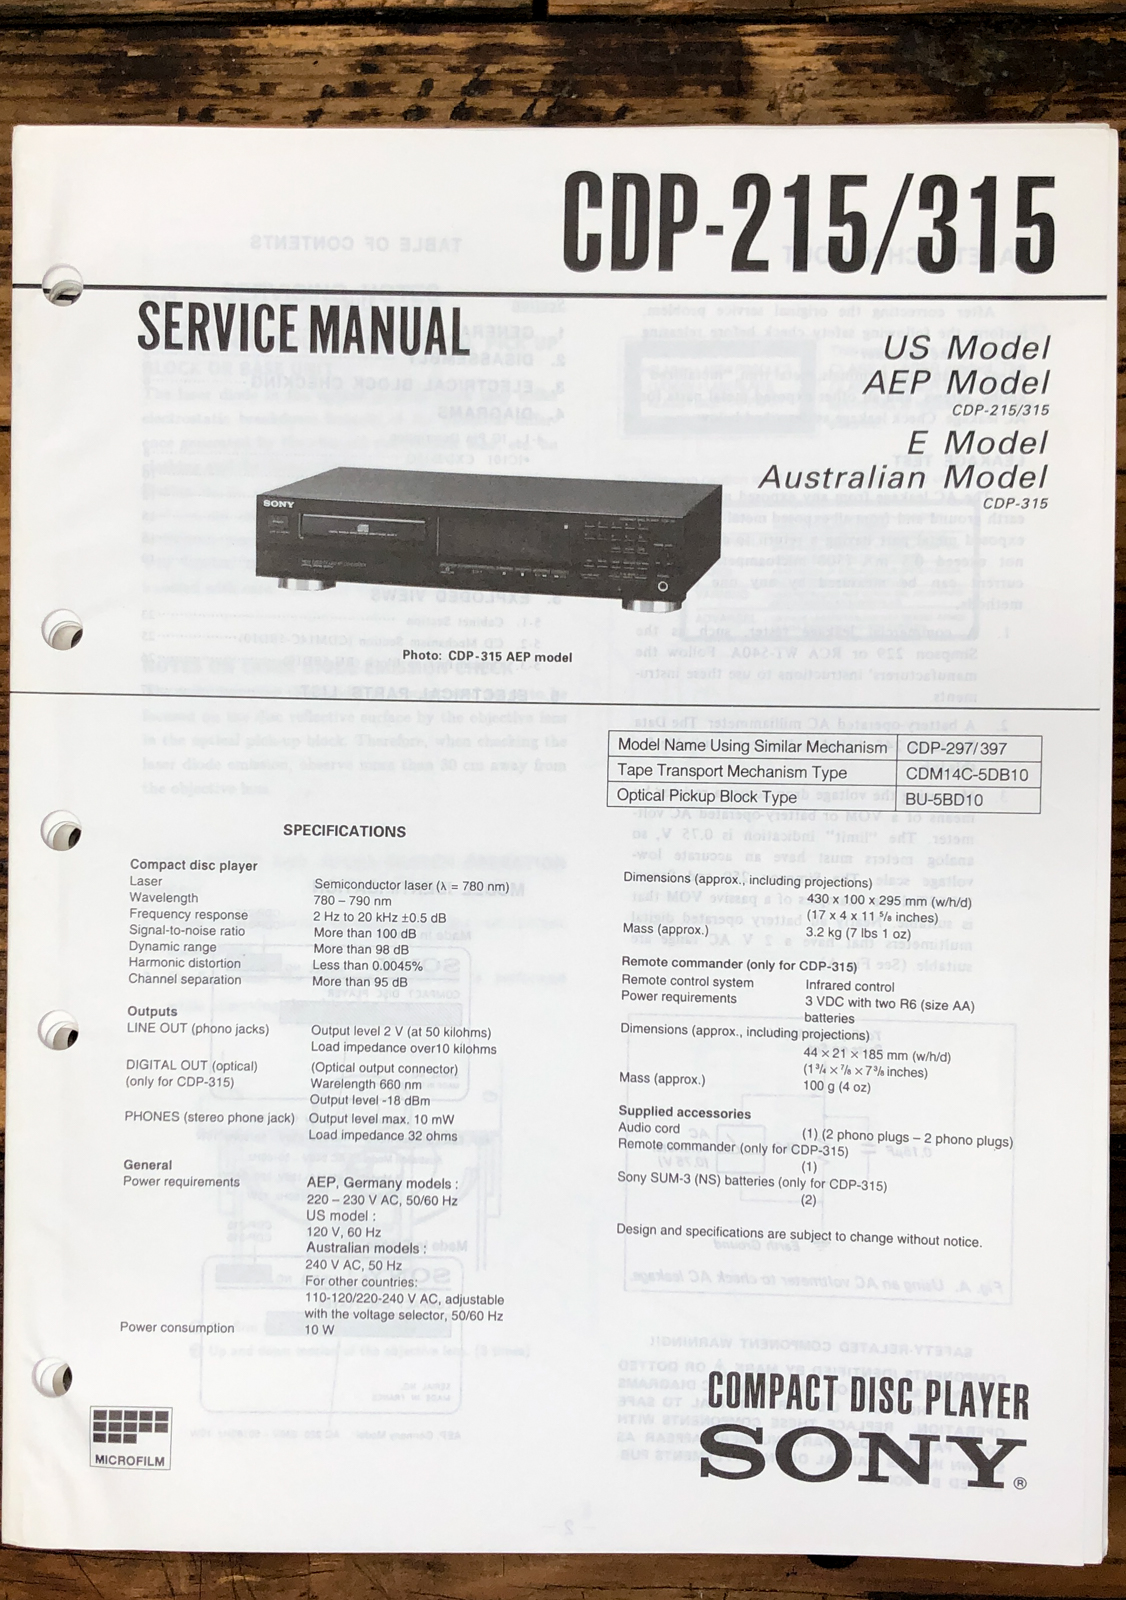 CDP-215/315
SERVICE MANUAL
US Model
AEP Model
CDP-215/315
E Model
Australian Model
CDP-315
SONY
Photo: CDP-315 AEP model
Model Name Using Similar Mechanism CDP-297/397
Tape Transport Mechanism Type CDM14C-5DB10
Optical Pickup Block Type BU-5BD10
SPECIFICATIONS
Compact disc player
Laser Semiconductor laser (λ = 780 nm)
Wavelength 780 – 790 nm
Frequency response 2 Hz to 20 kHz ±0.5 dB
Signal-to-noise ratio More than 100 dB
Dynamic range More than 98 dB
Harmonic distortion Less than 0.0045%
Channel separation More than 95 dB
Outputs
LINE OUT (phono jacks) Output level 2 V (at 50 kilohms)
Load impedance over10 kilohms
DIGITAL OUT (optical) (Optical output connector)
(only for CDP-315) Warelength 660 nm
Output level -18 dBm
PHONES (stereo phone jack) Output level max. 10 mW
Load impedance 32 ohms
General
Power requirements AEP, Germany models :
220 – 230 V AC, 50/60 Hz
US model :
120 V, 60 Hz
Australian models :
240 V AC, 50 Hz
For other countries:
110-120/220-240 V AC, adjustable
with the voltage selector, 50/60 Hz
Power consumption 10 W
Dimensions (approx., including projections)
430 x 100 x 295 mm (w/h/d)
(17 x 4 x 11 5/8 inches)
Mass (approx.) 3.2 kg (7 lbs 1 oz)
Remote commander (only for CDP-315)
Remote control system Infrared control
Power requirements 3 VDC with two R6 (size AA)
batteries
Dimensions (approx., including projections)
44 × 21 × 185 mm (w/h/d)
(1 3/4 × 7/8 × 7 3/8 inches)
Mass (approx.) 100 g (4 oz)
Supplied accessories
Audio cord (1) (2 phono plugs – 2 phono plugs)
Remote commander (only for CDP-315)
(1)
Sony SUM-3 (NS) batteries (only for CDP-315)
(2)
Design and specifications are subject to change without notice.
MICROFILM
COMPACT DISC PLAYER
SONY®